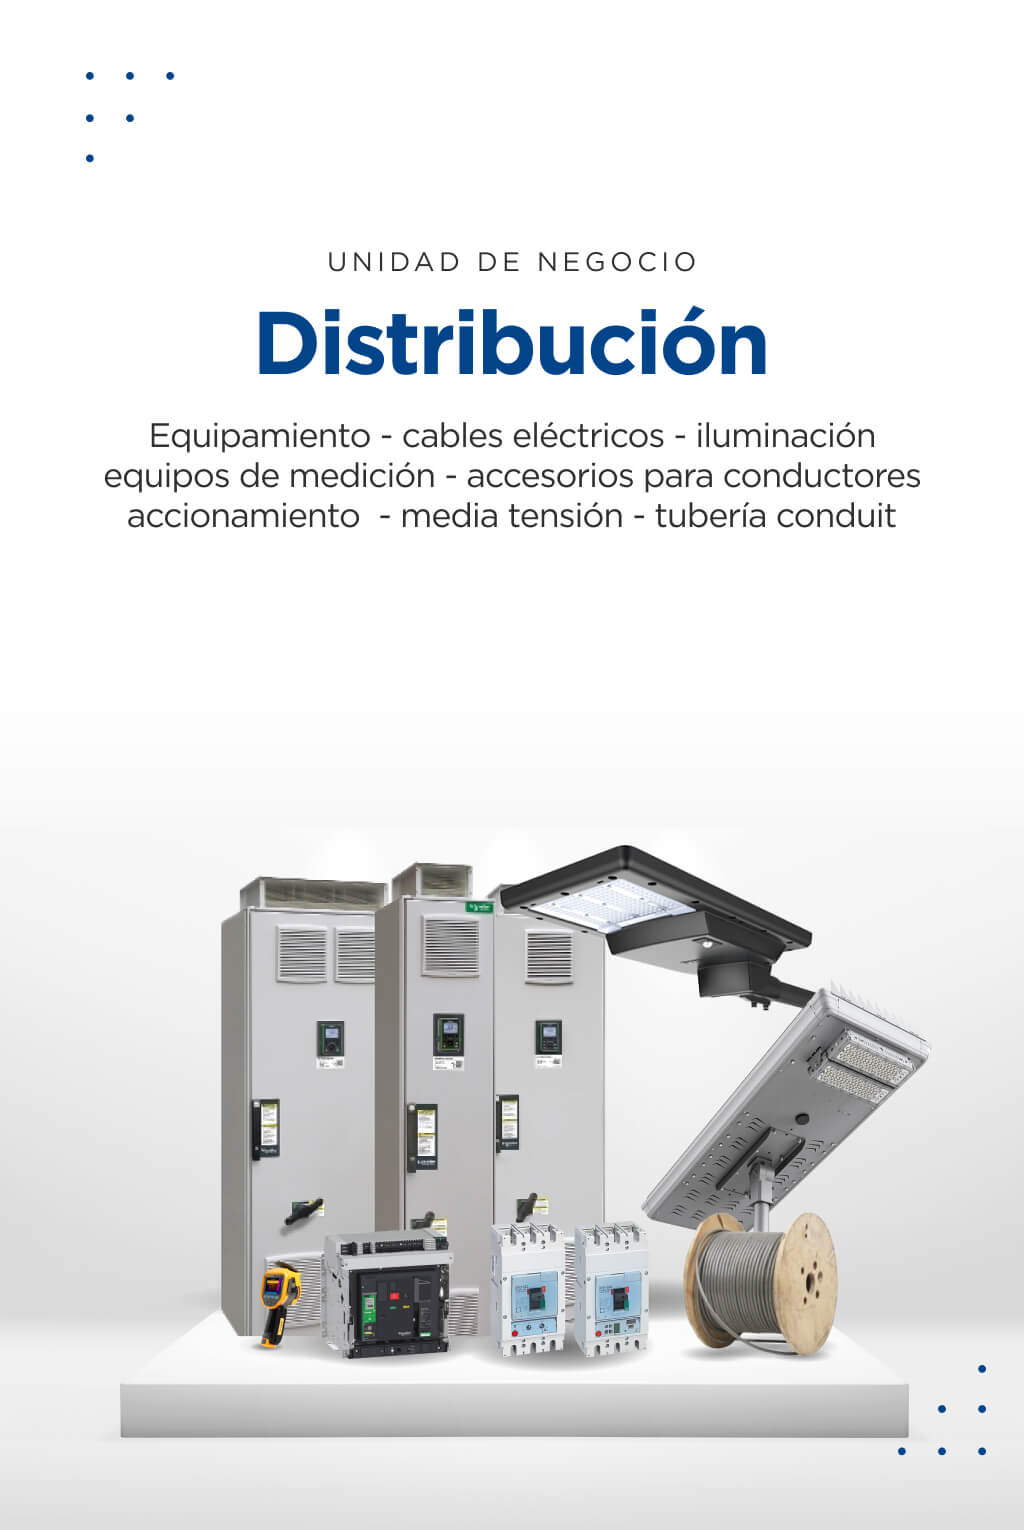 UNIDAD DE NEGOCIO
Distribución
Equipamiento - cables eléctricos - iluminación
equipos de medición - accesorios para conductores
accionamiento  - media tensión - tubería conduit